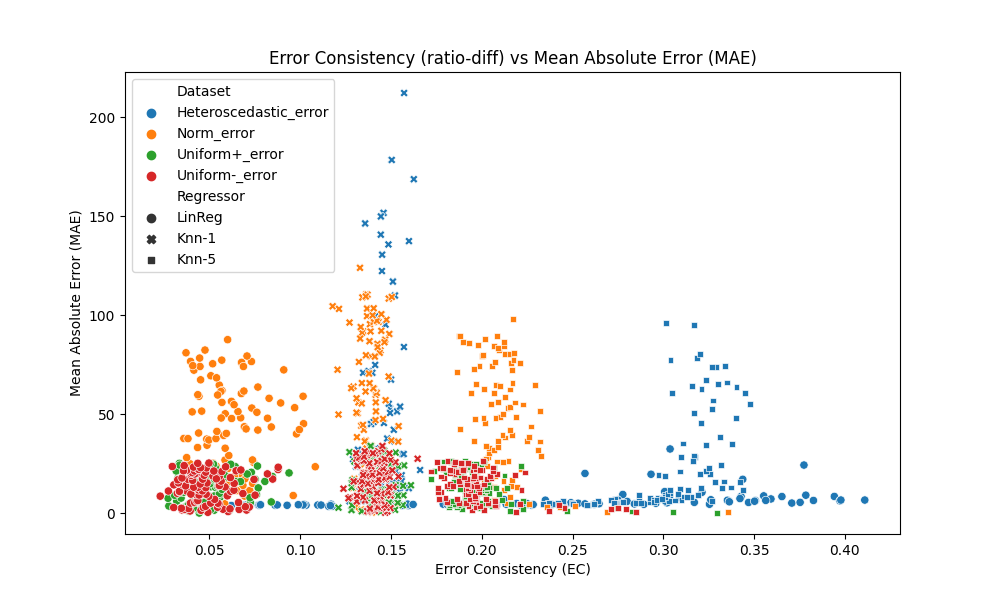 Error Consistency (ratio-diff) vs Mean Absolute Error (MAE)
Dataset
Heteroscedastic_error
Norm_error
Uniform+_error
Uniform-_error
Regressor
LinReg
Knn-1
Knn-5
Mean Absolute Error (MAE)
200
150
100
50
0
0.05 0.10 0.15 0.20 0.25 0.30 0.35 0.40
Error Consistency (EC)